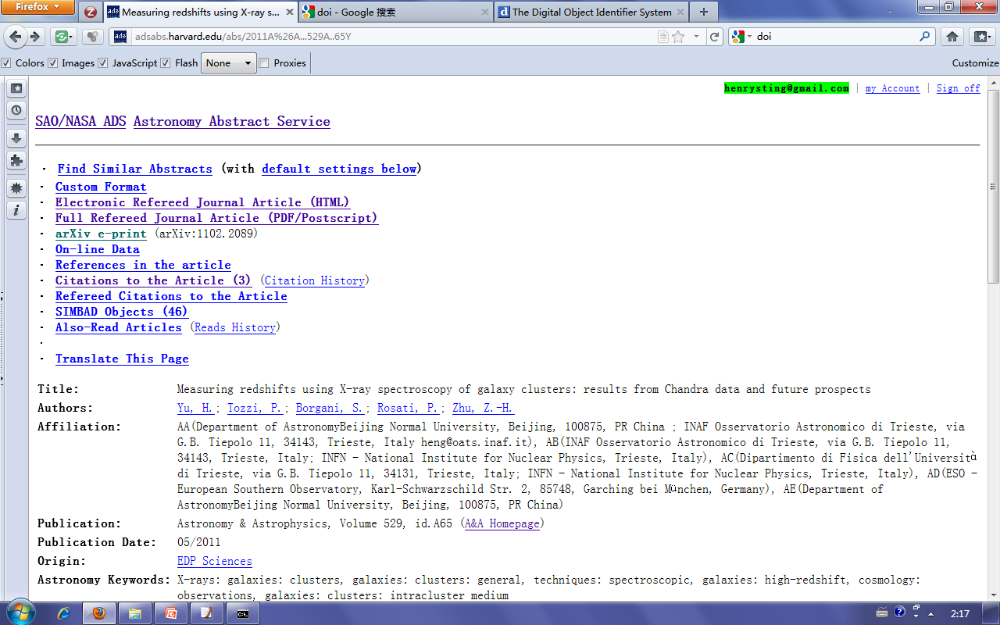 Firefox
Measuring redshifts using X-ray s...
doi - Google 搜索
The Digital Object Identifier System
adsabs.harvard.edu/abs/2011A%26A...529A..65Y
doi
Colors Images JavaScript Flash None Proxies Customize
henrysting@gmail.com | my Account | Sign off
SAO/NASA ADS Astronomy Abstract Service
· Find Similar Abstracts (with default settings below)
· Custom Format
· Electronic Refereed Journal Article (HTML)
· Full Refereed Journal Article (PDF/Postscript)
· arXiv e-print (arXiv:1102.2089)
· On-line Data
· References in the article
· Citations to the Article (3) (Citation History)
· Refereed Citations to the Article
· SIMBAD Objects (46)
· Also-Read Articles (Reads History)
·
· Translate This Page
Title: Measuring redshifts using X-ray spectroscopy of galaxy clusters: results from Chandra data and future prospects
Authors: Yu, H.; Tozzi, P.; Borgani, S.; Rosati, P.; Zhu, Z.-H.
Affiliation: AA(Department of AstronomyBeijing Normal University, Beijing, 100875, PR China ; INAF Osservatorio Astronomico di Trieste, via
G.B. Tiepolo 11, 34143, Trieste, Italy heng@oats.inaf.it), AB(INAF Osservatorio Astronomico di Trieste, via G.B. Tiepolo 11,
34143, Trieste, Italy; INFN - National Institute for Nuclear Physics, Trieste, Italy), AC(Dipartimento di Fisica dell'Università
di Trieste, via G.B. Tiepolo 11, 34131, Trieste, Italy; INFN - National Institute for Nuclear Physics, Trieste, Italy), AD(ESO -
European Southern Observatory, Karl-Schwarzschild Str. 2, 85748, Garching bei München, Germany), AE(Department of
AstronomyBeijing Normal University, Beijing, 100875, PR China)
Publication: Astronomy & Astrophysics, Volume 529, id.A65 (A&A Homepage)
Publication Date: 05/2011
Origin: EDP Sciences
Astronomy Keywords: X-rays: galaxies: clusters, galaxies: clusters: general, techniques: spectroscopic, galaxies: high-redshift, cosmology:
observations, galaxies: clusters: intracluster medium
2:17